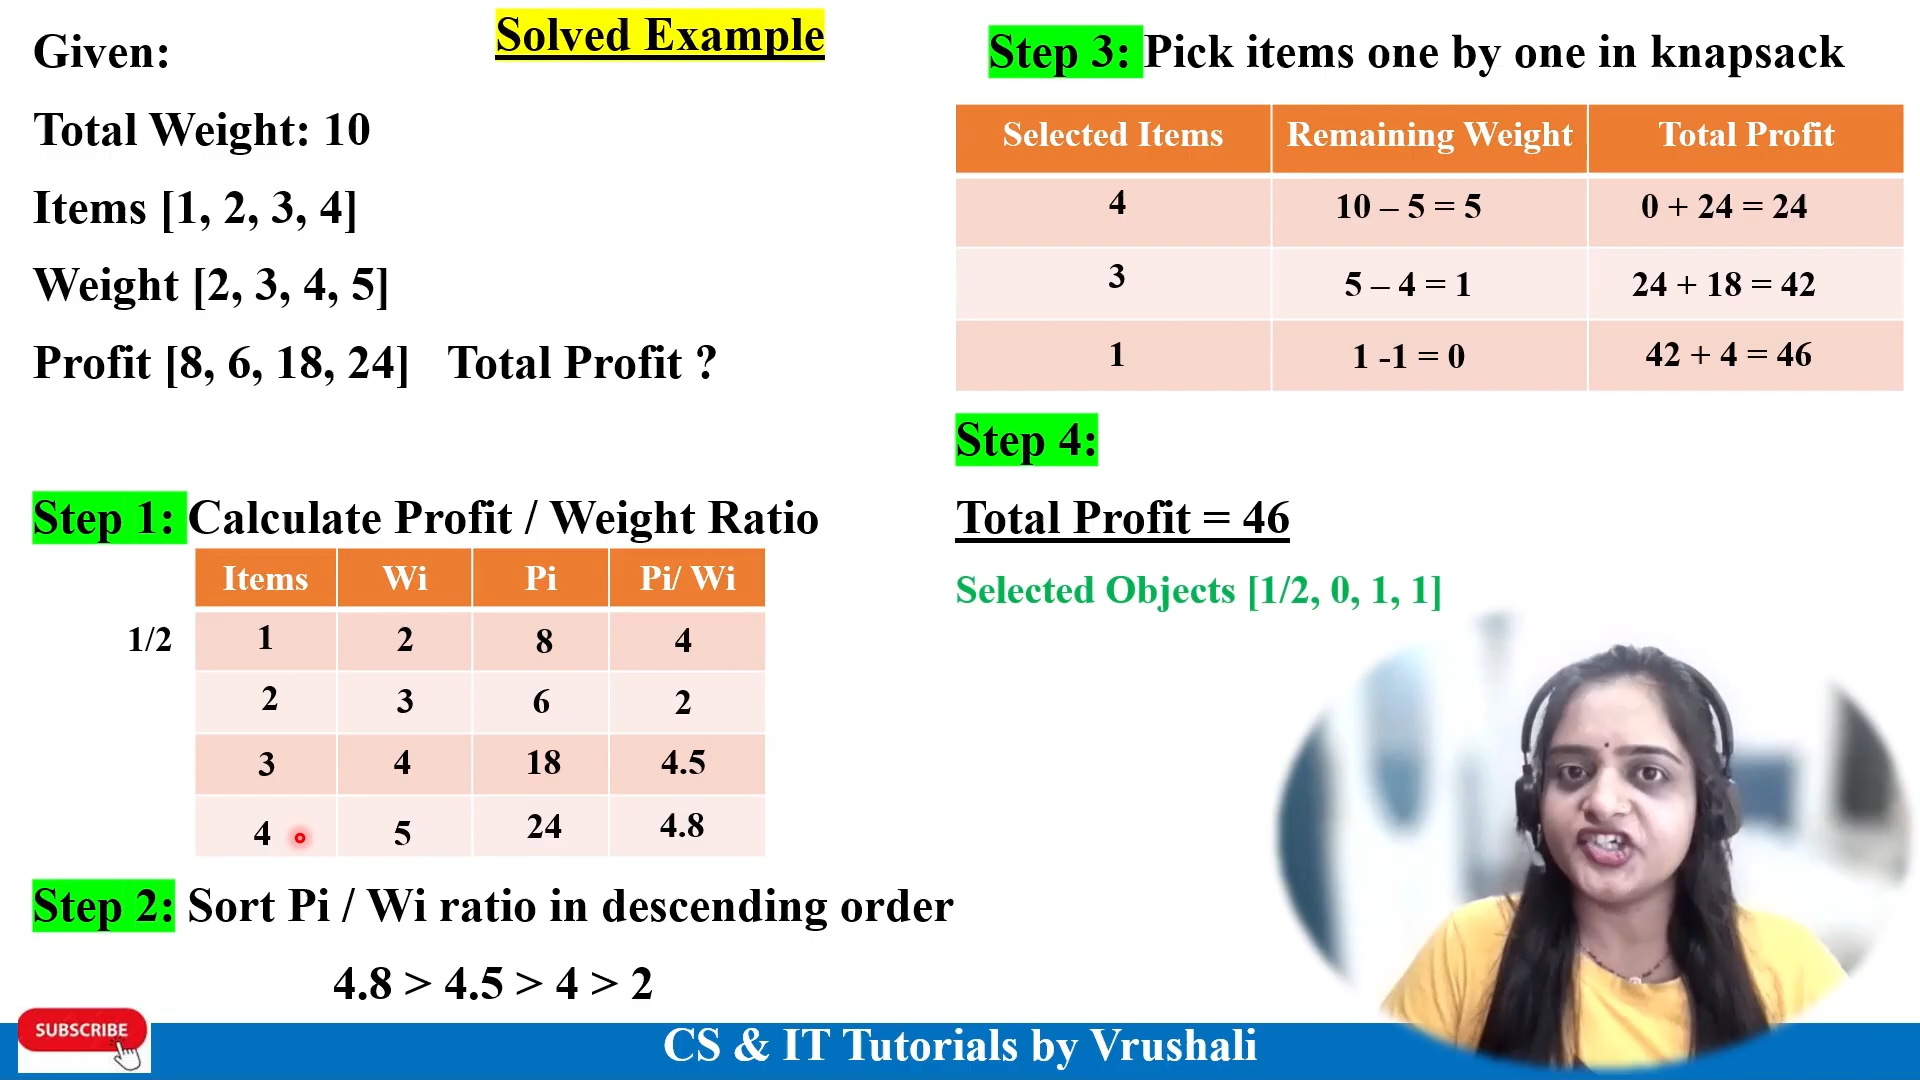 Solved Example
Given:
Total Weight: 10
Items [1, 2, 3, 4]
Weight [2, 3, 4, 5]
Profit [8, 6, 18, 24] Total Profit ?
Step 1: Calculate Profit / Weight Ratio
Items Wi Pi Pi/ Wi
1/2 1 2 8 4
2 3 6 2
3 4 18 4.5
4 5 24 4.8
Step 2: Sort Pi / Wi ratio in descending order
4.8 > 4.5 > 4 > 2
Step 3: Pick items one by one in knapsack
Selected Items Remaining Weight Total Profit
4 10 – 5 = 5 0 + 24 = 24
3 5 – 4 = 1 24 + 18 = 42
1 1 -1 = 0 42 + 4 = 46
Step 4:
Total Profit = 46
Selected Objects [1/2, 0, 1, 1]
SUBSCRIBE
CS & IT Tutorials by Vrushali